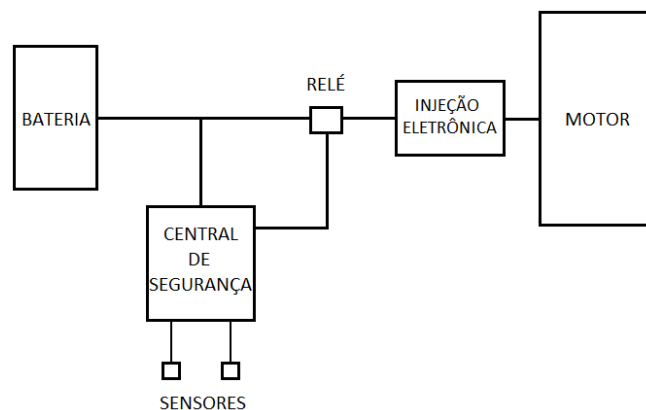 BATERIA
RELÉ
INJEÇÃO
ELETRÔNICA
MOTOR
CENTRAL
DE
SEGURANÇA
SENSORES